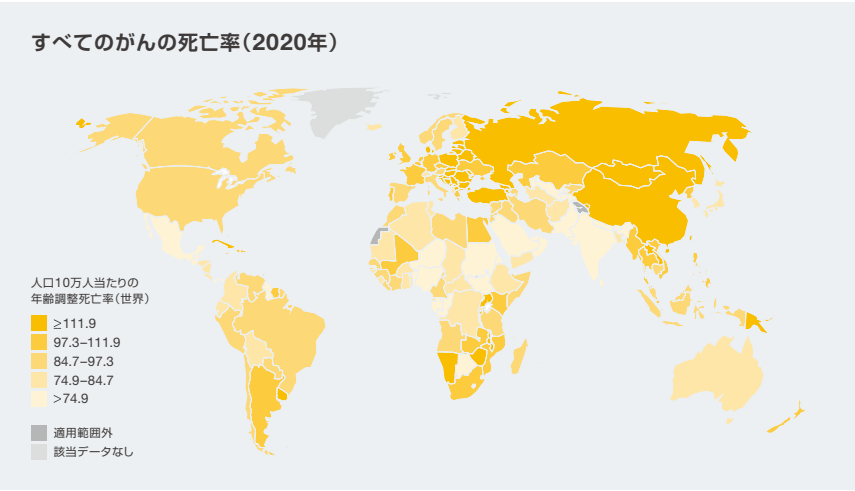 すべてのがんの死亡率（2020年）
人口10万人当たりの
年齢調整死亡率（世界）
≥111.9
97.3–111.9
84.7–97.3
74.9–84.7
>74.9
適用範囲外
該当データなし